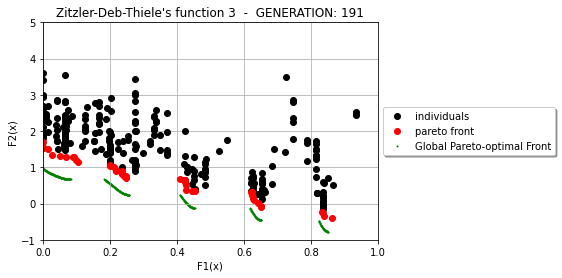 Zitzler-Deb-Thiele's function 3 - GENERATION: 191
5
4
3
2
1
0
−1
F2(x)
0.0 0.2 0.4 0.6 0.8 1.0
F1(x)
individuals
pareto front
Global Pareto-optimal Front